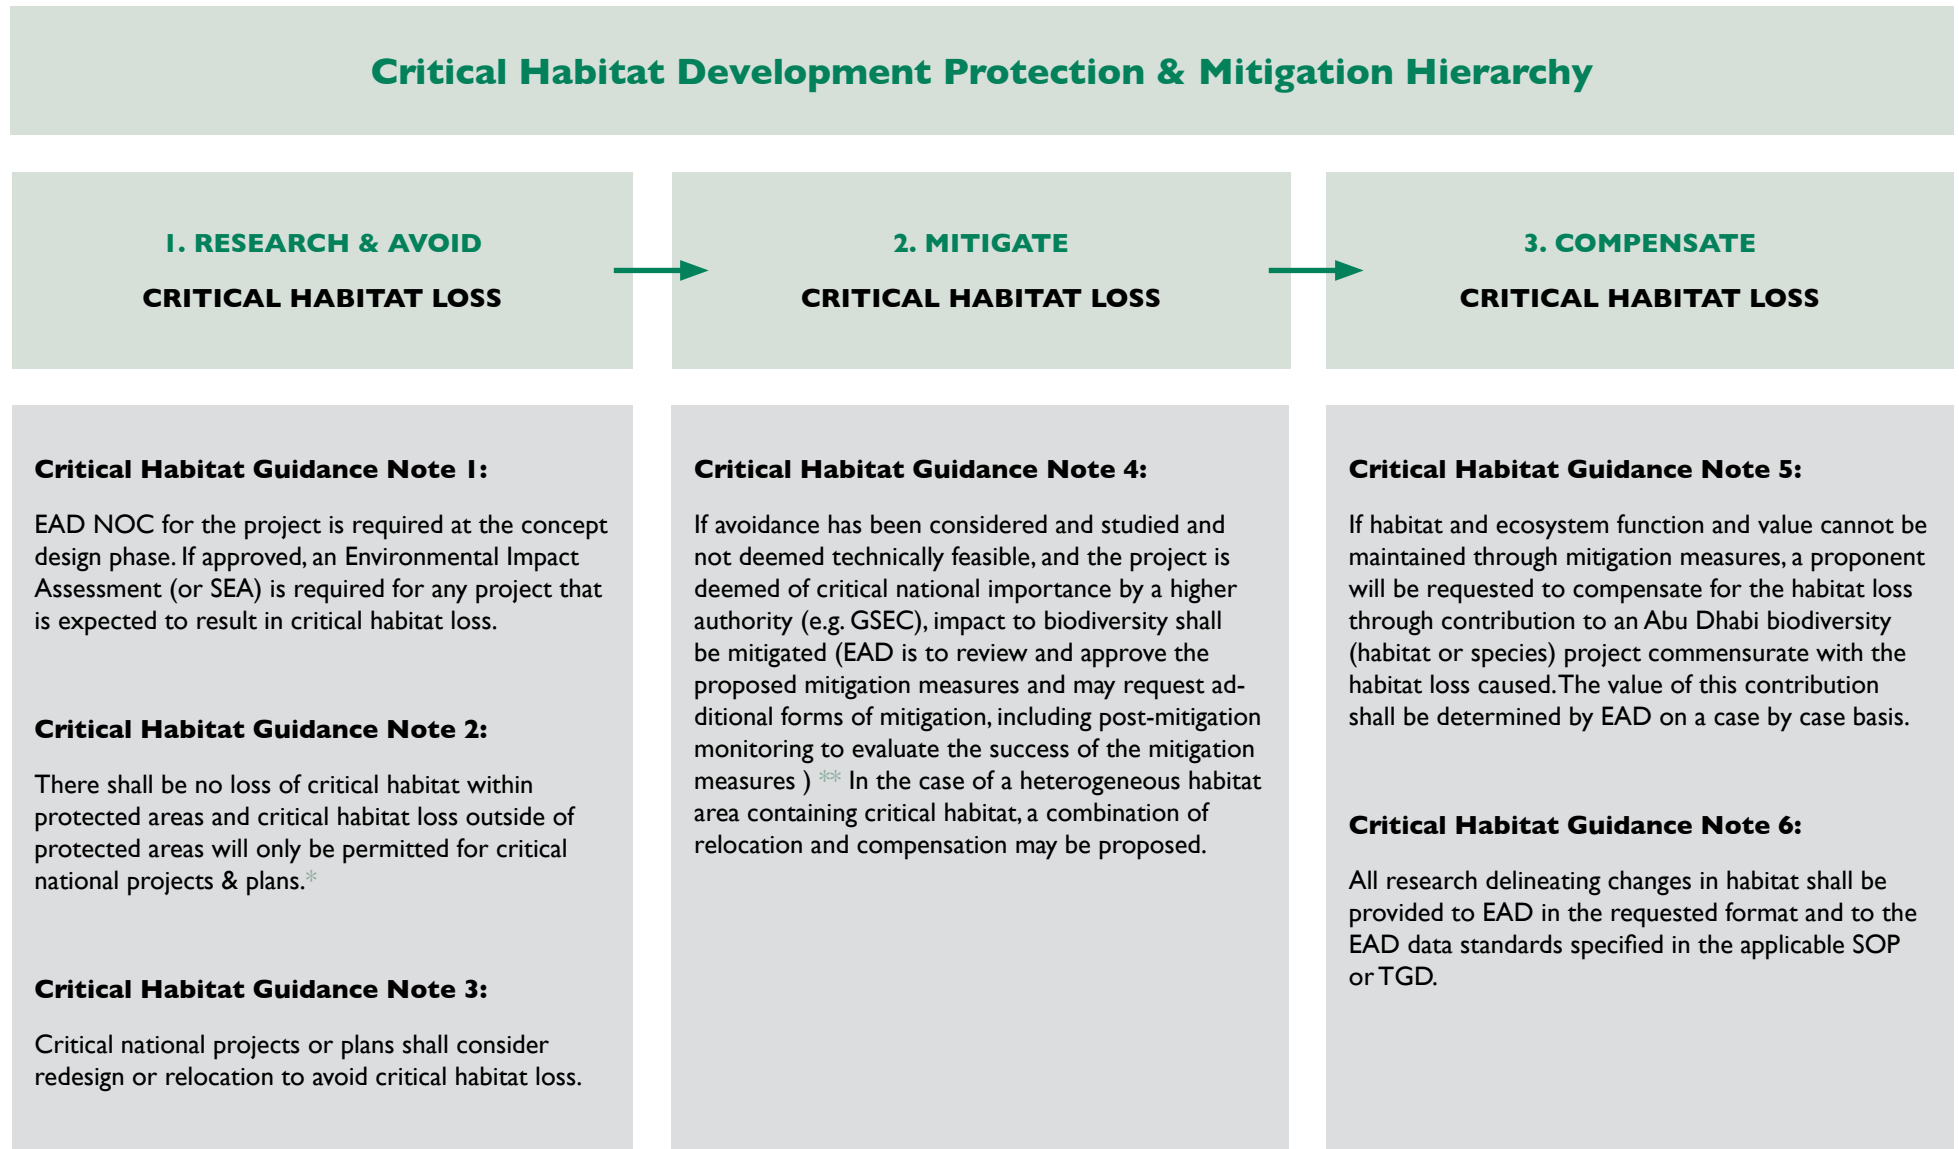 Critical Habitat Development Protection & Mitigation Hierarchy
1. RESEARCH & AVOID
CRITICAL HABITAT LOSS
2. MITIGATE
CRITICAL HABITAT LOSS
3. COMPENSATE
CRITICAL HABITAT LOSS
Critical Habitat Guidance Note 1:
EAD NOC for the project is required at the concept
design phase. If approved, an Environmental Impact
Assessment (or SEA) is required for any project that
is expected to result in critical habitat loss.
Critical Habitat Guidance Note 2:
There shall be no loss of critical habitat within
protected areas and critical habitat loss outside of
protected areas will only be permitted for critical
national projects & plans.*
Critical Habitat Guidance Note 3:
Critical national projects or plans shall consider
redesign or relocation to avoid critical habitat loss.
Critical Habitat Guidance Note 4:
If avoidance has been considered and studied and
not deemed technically feasible, and the project is
deemed of critical national importance by a higher
authority (e.g. GSEC), impact to biodiversity shall
be mitigated (EAD is to review and approve the
proposed mitigation measures and may request ad-
ditional forms of mitigation, including post-mitigation
monitoring to evaluate the success of the mitigation
measures ) ** In the case of a heterogeneous habitat
area containing critical habitat, a combination of
relocation and compensation may be proposed.
Critical Habitat Guidance Note 5:
If habitat and ecosystem function and value cannot be
maintained through mitigation measures, a proponent
will be requested to compensate for the habitat loss
through contribution to an Abu Dhabi biodiversity
(habitat or species) project commensurate with the
habitat loss caused. The value of this contribution
shall be determined by EAD on a case by case basis.
Critical Habitat Guidance Note 6:
All research delineating changes in habitat shall be
provided to EAD in the requested format and to the
EAD data standards specified in the applicable SOP
or TGD.